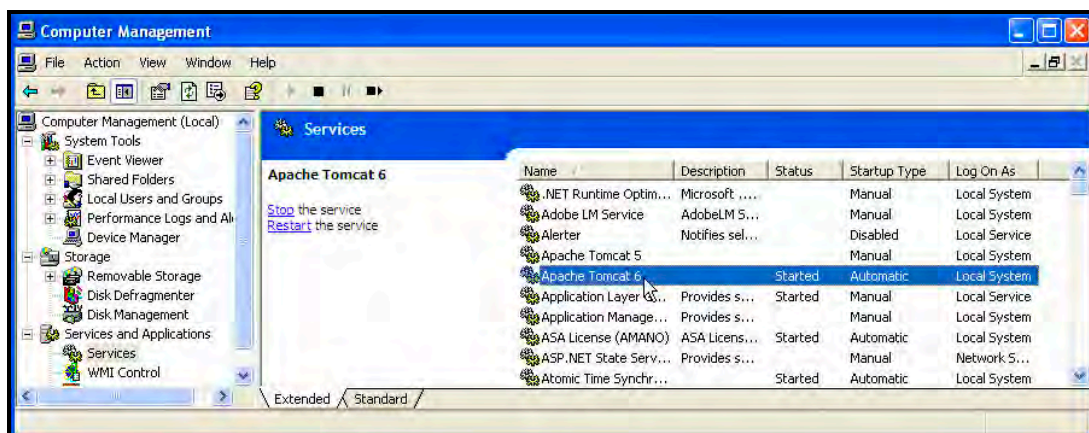 Computer Management
File Action View Window Help
Computer Management (Local)
System Tools
Event Viewer
Shared Folders
Local Users and Groups
Performance Logs and Al
Device Manager
Storage
Removable Storage
Disk Defragmenter
Disk Management
Services and Applications
Services
WMI Control
Services
Apache Tomcat 6
Stop the service
Restart the service
Name Description Status Startup Type Log On As
.NET Runtime Optim... Microsoft .... Manual Local System
Adobe LM Service AdobeLM S... Manual Local System
Alerter Notifies sel... Disabled Local Service
Apache Tomcat 5 Manual Local System
Apache Tomcat 6 Started Automatic Local System
Application Layer ... Provides s... Started Manual Local Service
Application Manage... Provides s... Manual Local System
ASA License (AMANO) ASA Licens... Started Automatic Local System
ASP.NET State Serv... Provides s... Manual Network S...
Atomic Time Synchr... Started Automatic Local System
Extended Standard